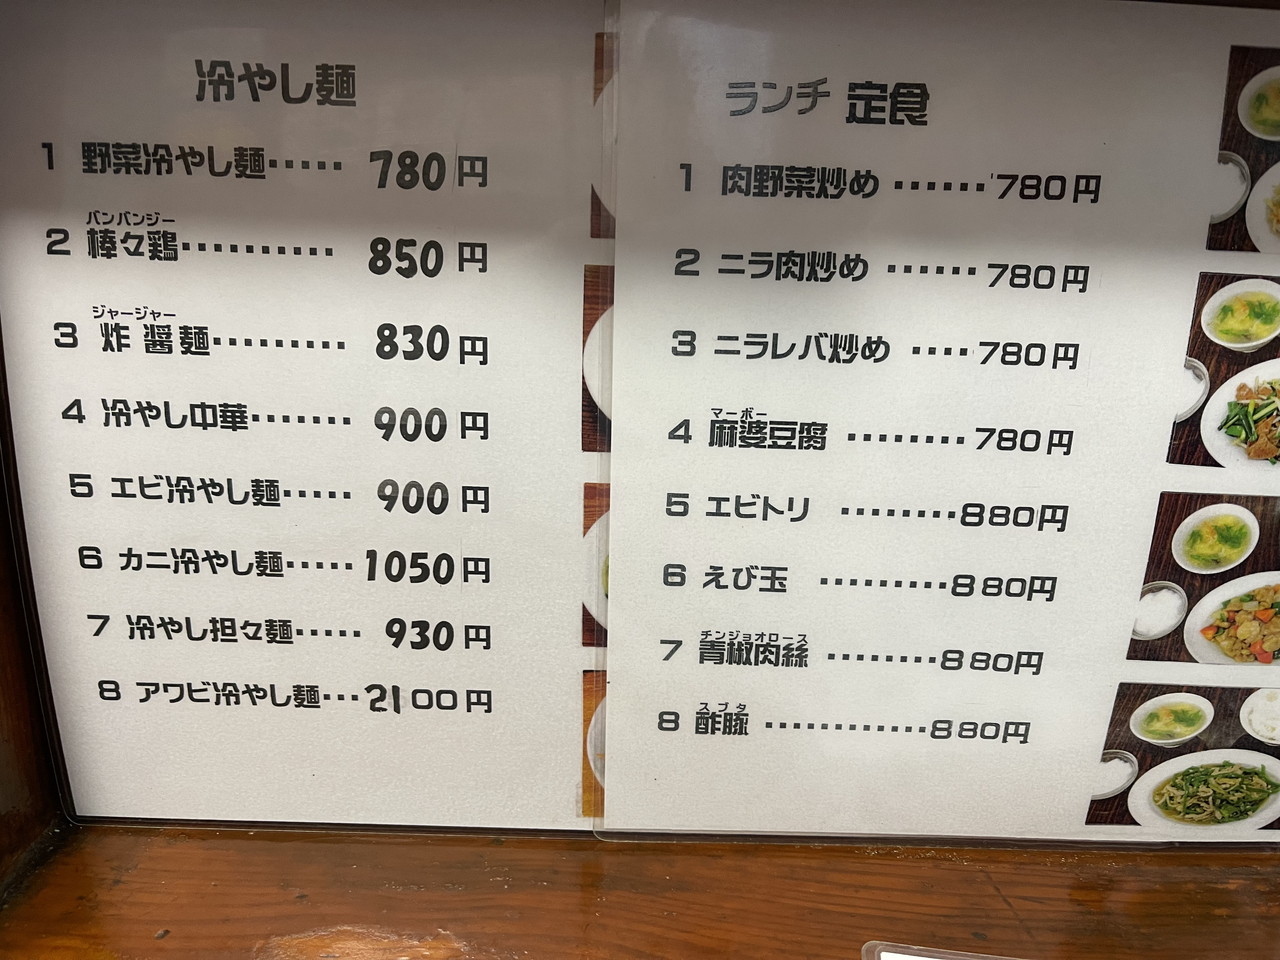 冷やし麺
1 野菜冷やし麺・・・・・ 780円
バンバンジー
2 棒々鶏・・・・・・・・・・ 850円
ジャージャー
3 炸醤麺・・・・・・・・・ 830円
4 冷やし中華・・・・・・・ 900円
5 エビ冷やし麺・・・・・ 900円
6 カニ冷やし麺・・・・・ 1050円
7 冷やし担々麺・・・・・ 930円
8 アワビ冷やし麺・・・ 2100円
ランチ 定食
1 肉野菜炒め ・・・・・・ 780円
2 ニラ肉炒め ・・・・・・ 780円
3 ニラレバ炒め ・・・・ 780円
マーボー
4 麻婆豆腐 ・・・・・・・・ 780円
5 エビトリ ・・・・・・・・ 880円
6 えび玉 ・・・・・・・・・ 880円
チンジョオロース
7 青椒肉絲 ・・・・・・・・ 880円
スブタ
8 酢豚 ・・・・・・・・・・・・ 880円